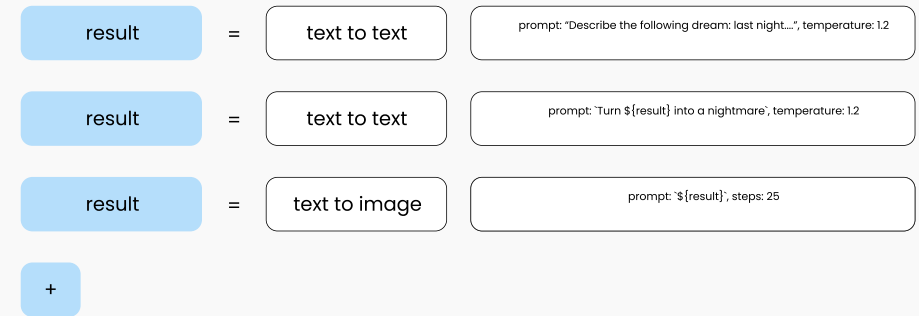 result = text to text prompt: “Describe the following dream: last night....”, temperature: 1.2
result = text to text prompt: `Turn ${result} into a nightmare`, temperature: 1.2
result = text to image prompt: `${result}`, steps: 25
+